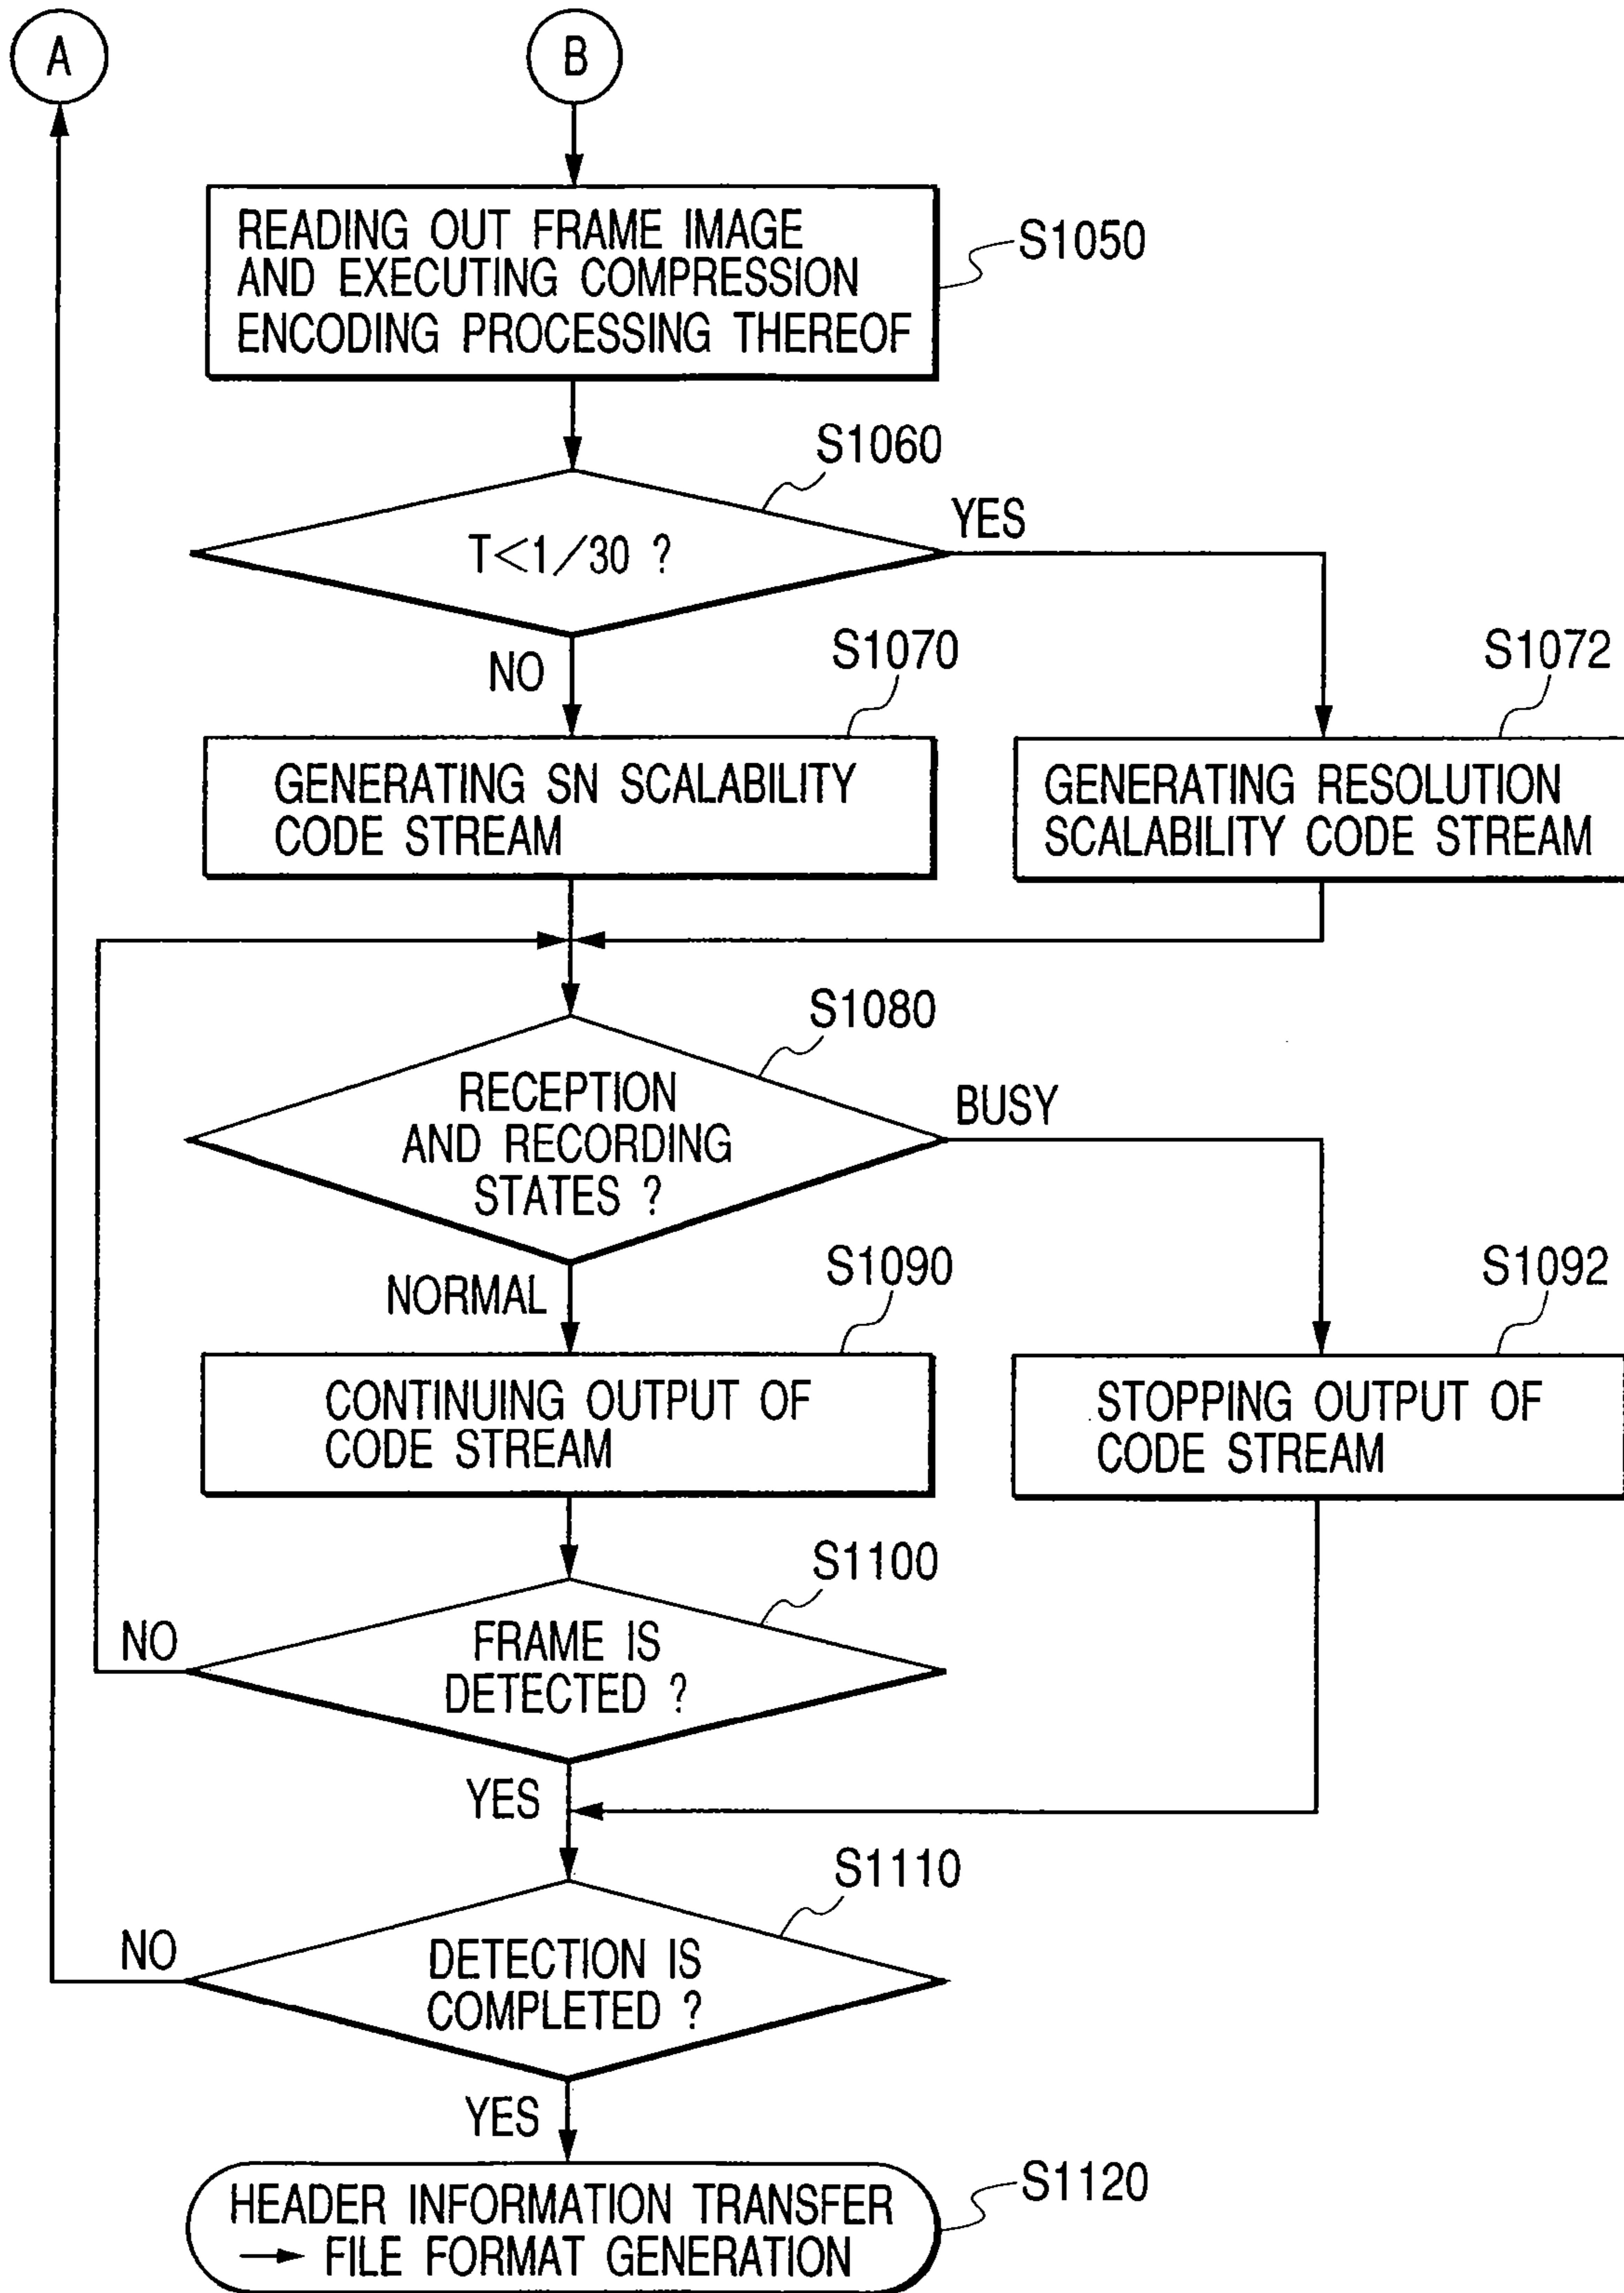 A
B
READING OUT FRAME IMAGE
AND EXECUTING COMPRESSION
ENCODING PROCESSING THEREOF
S1050
S1060
T<1/30 ?
YES
NO
S1070
S1072
GENERATING SN SCALABILITY
CODE STREAM
GENERATING RESOLUTION
SCALABILITY CODE STREAM
S1080
RECEPTION
AND RECORDING
STATES ?
BUSY
NORMAL
S1090
S1092
CONTINUING OUTPUT OF
CODE STREAM
STOPPING OUTPUT OF
CODE STREAM
S1100
FRAME IS
DETECTED ?
NO
YES
S1110
DETECTION IS
COMPLETED ?
NO
YES
HEADER INFORMATION TRANSFER
→ FILE FORMAT GENERATION
S1120